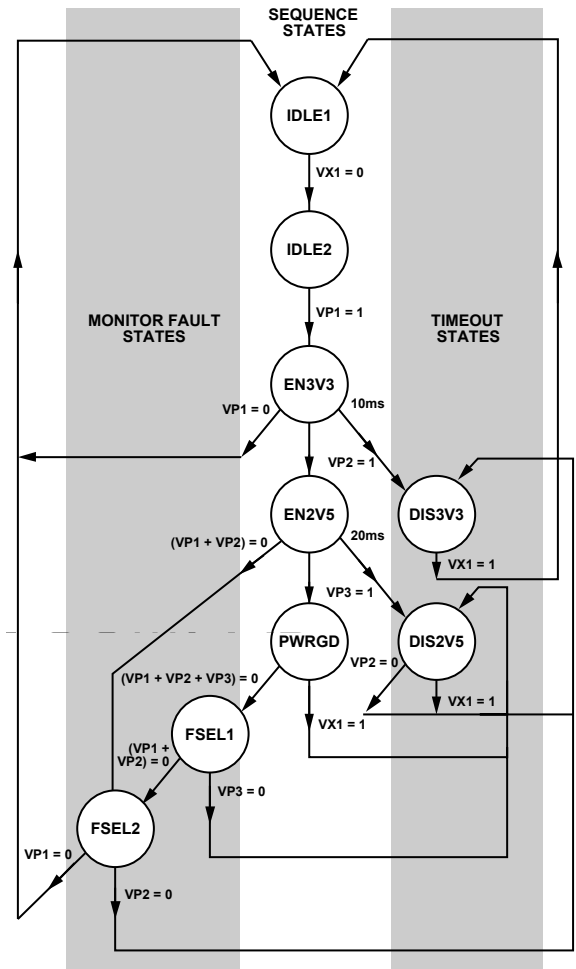 SEQUENCE
STATES
IDLE1
VX1 = 0
IDLE2
VP1 = 1
MONITOR FAULT
STATES
TIMEOUT
STATES
EN3V3
VP1 = 0
10ms
VP2 = 1
EN2V5
DIS3V3
(VP1 + VP2) = 0
20ms
VX1 = 1
VP3 = 1
PWRGD
DIS2V5
VP2 = 0
(VP1 + VP2 + VP3) = 0
VX1 = 1
FSEL1
VX1 = 1
(VP1 +
VP2) = 0
VP3 = 0
FSEL2
VP1 = 0
VP2 = 0